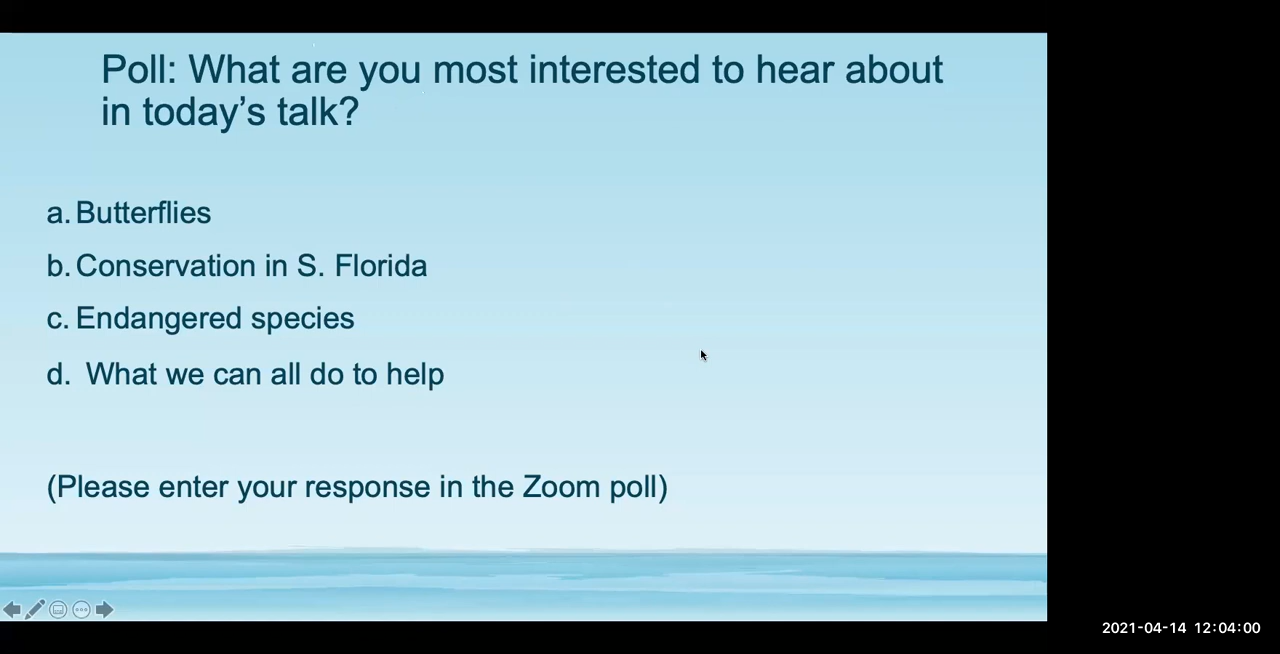 Poll: What are you most interested to hear about
in today’s talk?
a. Butterflies
b. Conservation in S. Florida
c. Endangered species
d. What we can all do to help
(Please enter your response in the Zoom poll)
2021-04-14 12:04:00